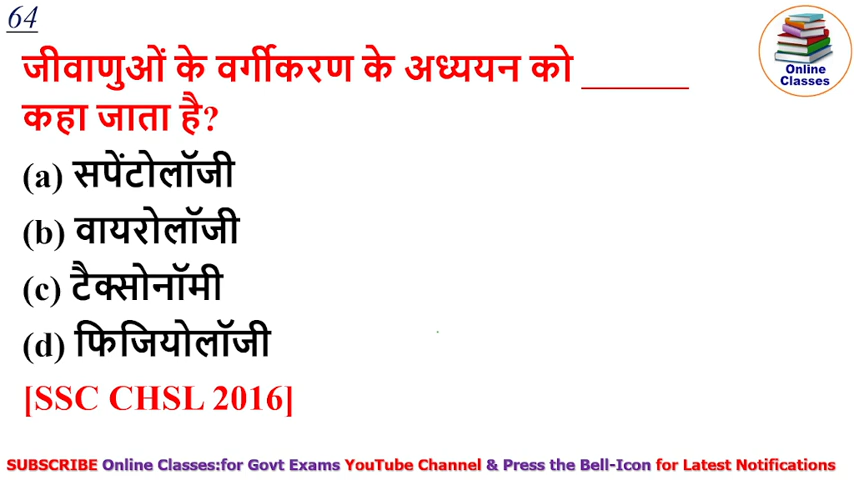 64
Online
Classes
जीवाणुओं के वर्गीकरण के अध्ययन को ______
कहा जाता है?
(a) सपेंटोलॉजी
(b) वायरोलॉजी
(c) टैक्सोनॉमी
(d) फिजियोलॉजी
[SSC CHSL 2016]
SUBSCRIBE Online Classes:for Govt Exams YouTube Channel & Press the Bell-Icon for Latest Notifications